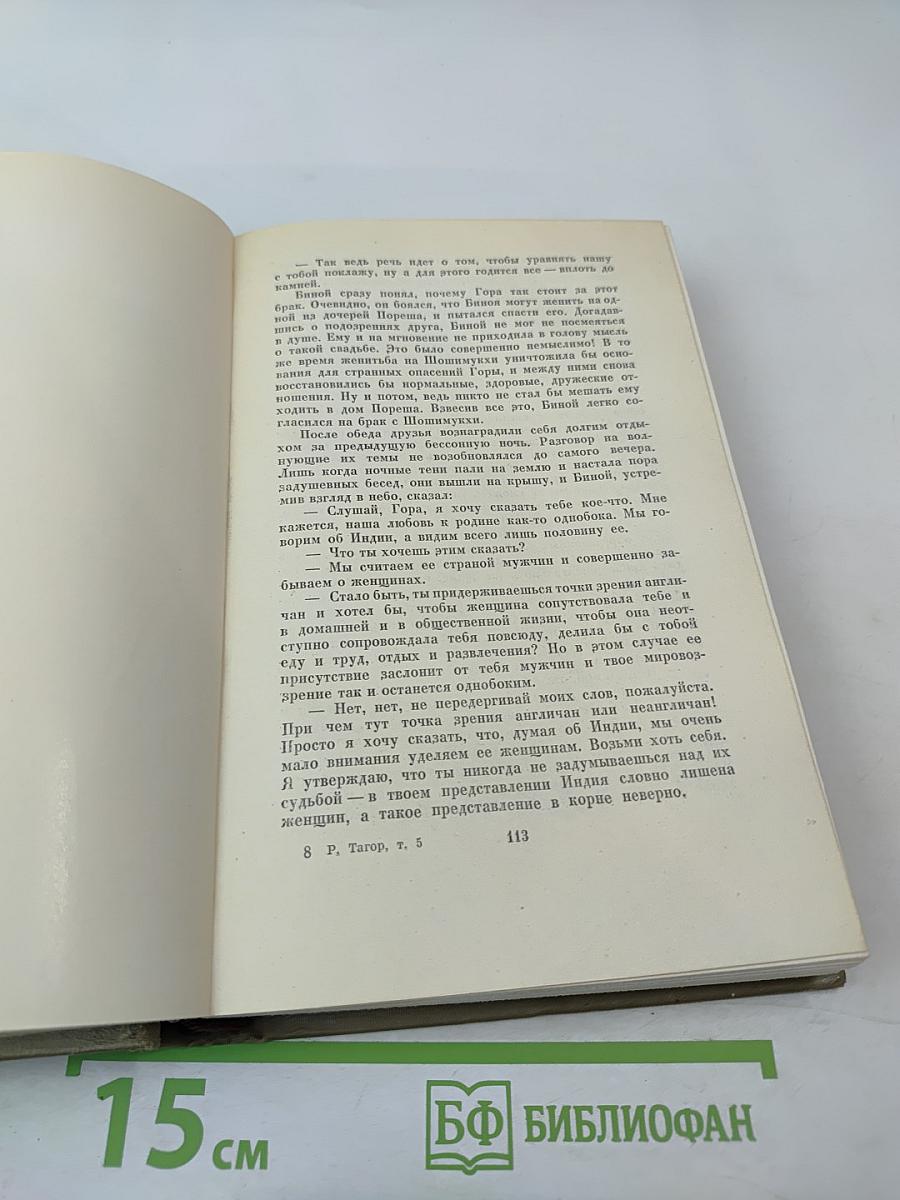 — Так ведь речь идет о том, чтобы уравнять нашу
с тобой поклажу, ну а для этого годится все — вплоть до
камней.
Биной сразу понял, почему Гора так стоит за этот
брак. Очевидно, он боялся, что Биноя могут женить на од-
ной из дочерей Пореша, и пытался спасти его. Догадав-
шись о подозрениях друга, Биной не мог не посмеяться
в душе. Ему и на мгновение не приходила в голову мысль
о такой свадьбе. Это было совершенно немыслимо! В то
же время женитьба на Шошимукхи уничтожила бы осно-
вания для странных опасений Горы, и между ними снова
восстановились бы нормальные, здоровые, дружеские от-
ношения. Ну и потом, ведь никто не стал бы мешать ему
ходить в дом Пореша. Взвесив все это, Биной легко со-
гласился на брак с Шошимукхи.
После обеда друзья вознаградили себя долгим отды-
хом за предыдущую бессонную ночь. Разговор на вол-
нующие их темы не возобновлялся до самого вечера.
Лишь когда ночные тени пали на землю и настала пора
задушевных бесед, они вышли на крышу, и Биной, устре-
мив взгляд в небо, сказал:
— Слушай, Гора, я хочу сказать тебе кое-что. Мне
кажется, наша любовь к родине как-то однобока. Мы го-
ворим об Индии, а видим всего лишь половину ее.
— Что ты хочешь этим сказать?
— Мы считаем ее страной мужчин и совершенно за-
бываем о женщинах.
— Стало быть, ты придерживаешься точки зрения англи-
чан и хотел бы, чтобы женщина сопутствовала тебе и
в домашней и в общественной жизни, чтобы она неот-
ступно сопровождала тебя повсюду, делила бы с тобой
еду и труд, отдых и развлечения? Но в этом случае ее
присутствие заслонит от тебя мужчин и твое мировоз-
зрение так и останется однобоким.
— Нет, нет, не передергивай моих слов, пожалуйста.
При чем тут точка зрения англичан или неангличан!
Просто я хочу сказать, что, думая об Индии, мы очень
мало внимания уделяем ее женщинам. Возьми хоть себя.
Я утверждаю, что ты никогда не задумываешься над их
судьбой — в твоем представлении Индия словно лишена
женщин, а такое представление в корне неверно.
8 Р. Тагор, т. 5 113
15 см БФ БИБЛИОФАН